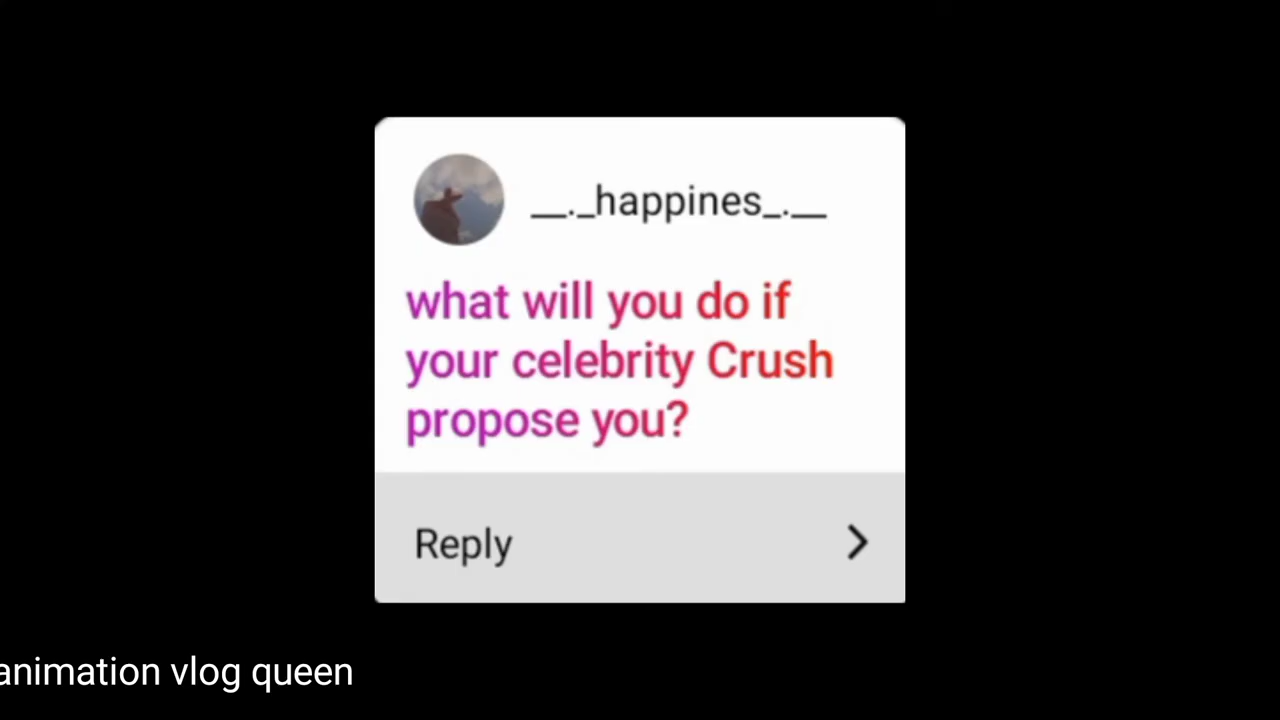 __._happines_.__
what will you do if
your celebrity Crush
propose you?
Reply
animation vlog queen